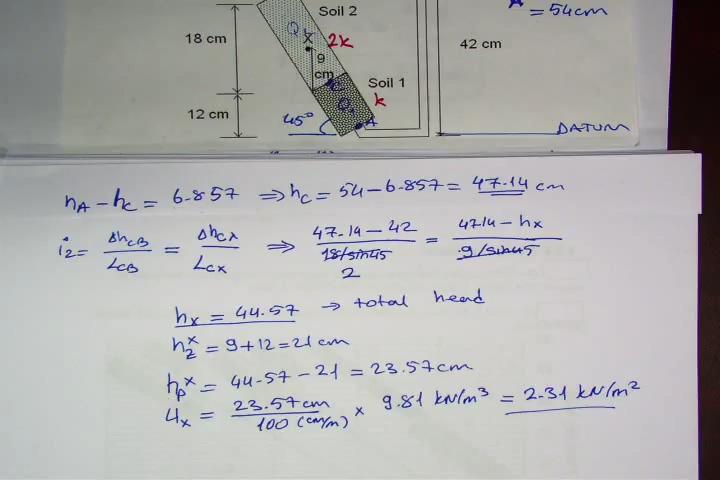 Soil 2
= 54cm
18 cm
Q
X
2k
42 cm
9
cm
Soil 1
C
k
12 cm
45°
A
DATUM
hA - hC = 6.857 ⟹ hC = 54 - 6.857 = 47.14 cm
i2 = ΔhCB / LCB = ΔhCX / LCX ⟹ (47.14 - 42) / (18/sin45) = (47.14 - hx) / (9/sin45)
2
hx = 44.57 → total head
hzx = 9 + 12 = 21 cm
hpx = 44.57 - 21 = 23.57 cm
ux = 23.57 cm / 100 (cm/m) × 9.81 kN/m³ = 2.31 kN/m²